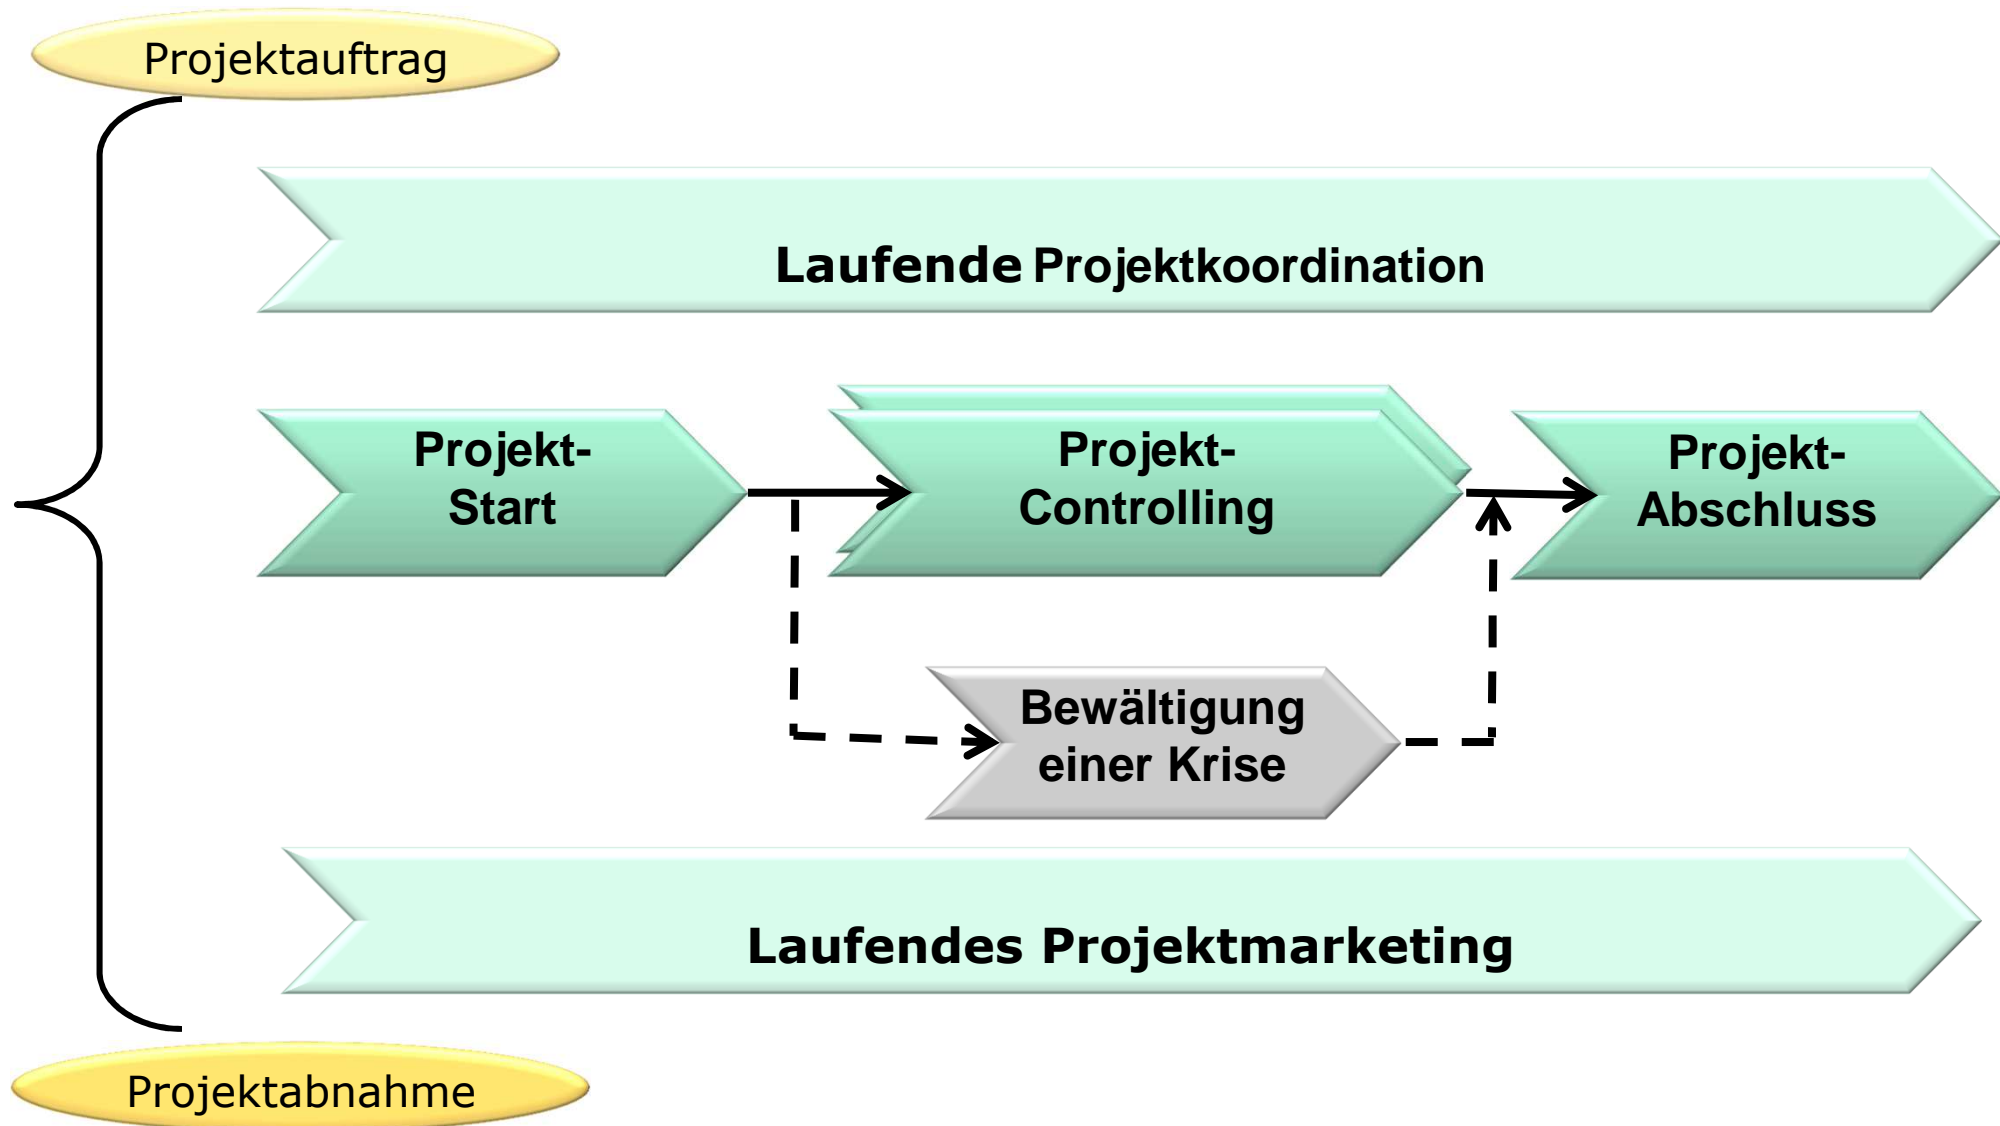 Projektauftrag
Laufende Projektkoordination
Projekt-
Start
Projekt-
Controlling
Projekt-
Abschluss
Bewältigung
einer Krise
Laufendes Projektmarketing
Projektabnahme